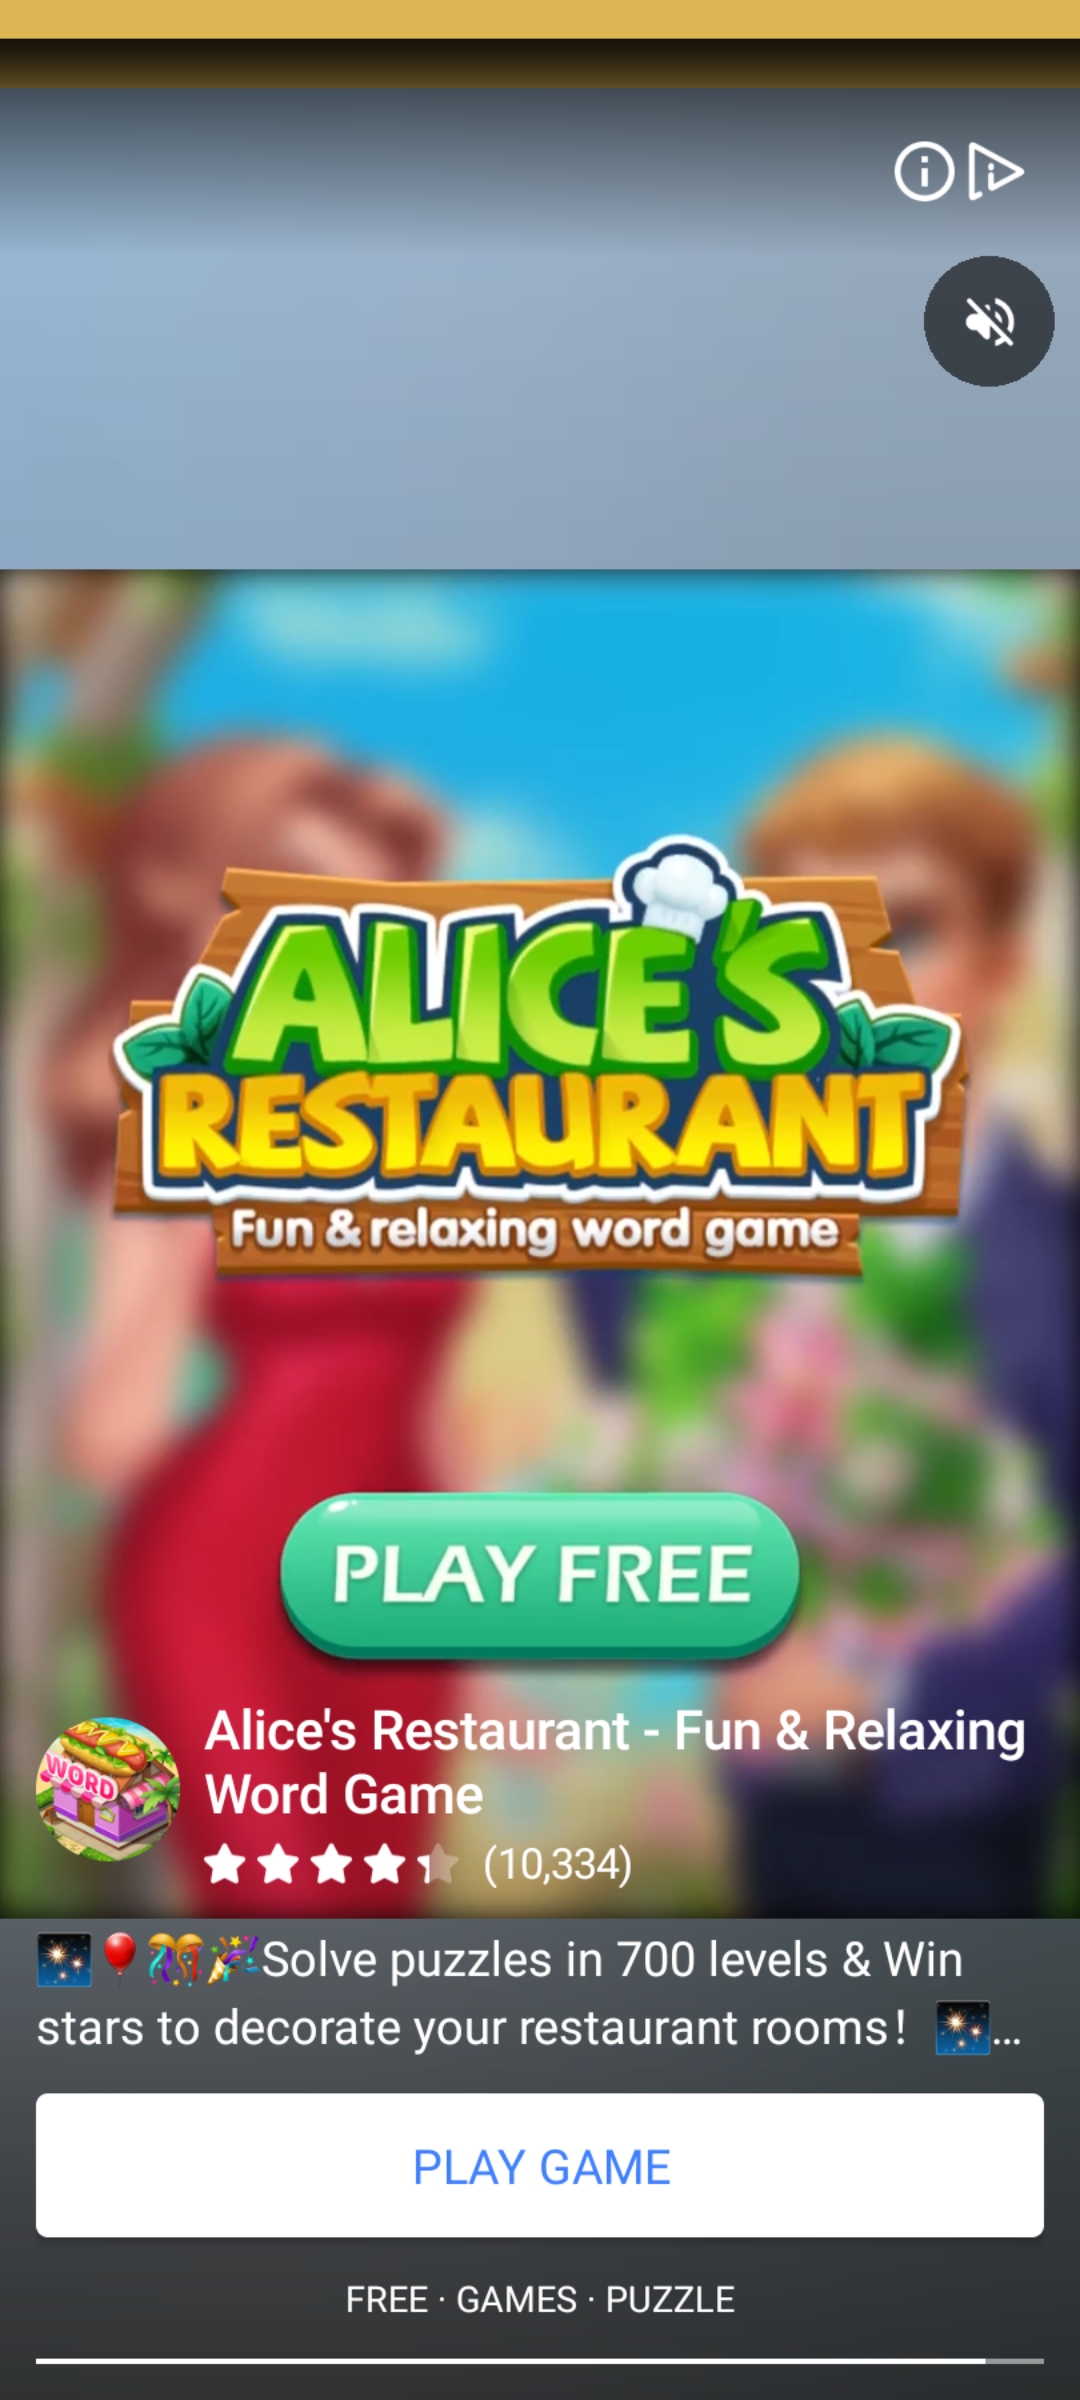 ALICE'S
RESTAURANT
Fun & relaxing word game
PLAY FREE
WORD
Alice's Restaurant - Fun & Relaxing
Word Game
(10,334)
🎇🎈🎊🎉Solve puzzles in 700 levels & Win
stars to decorate your restaurant rooms! 🎇...
PLAY GAME
FREE · GAMES · PUZZLE